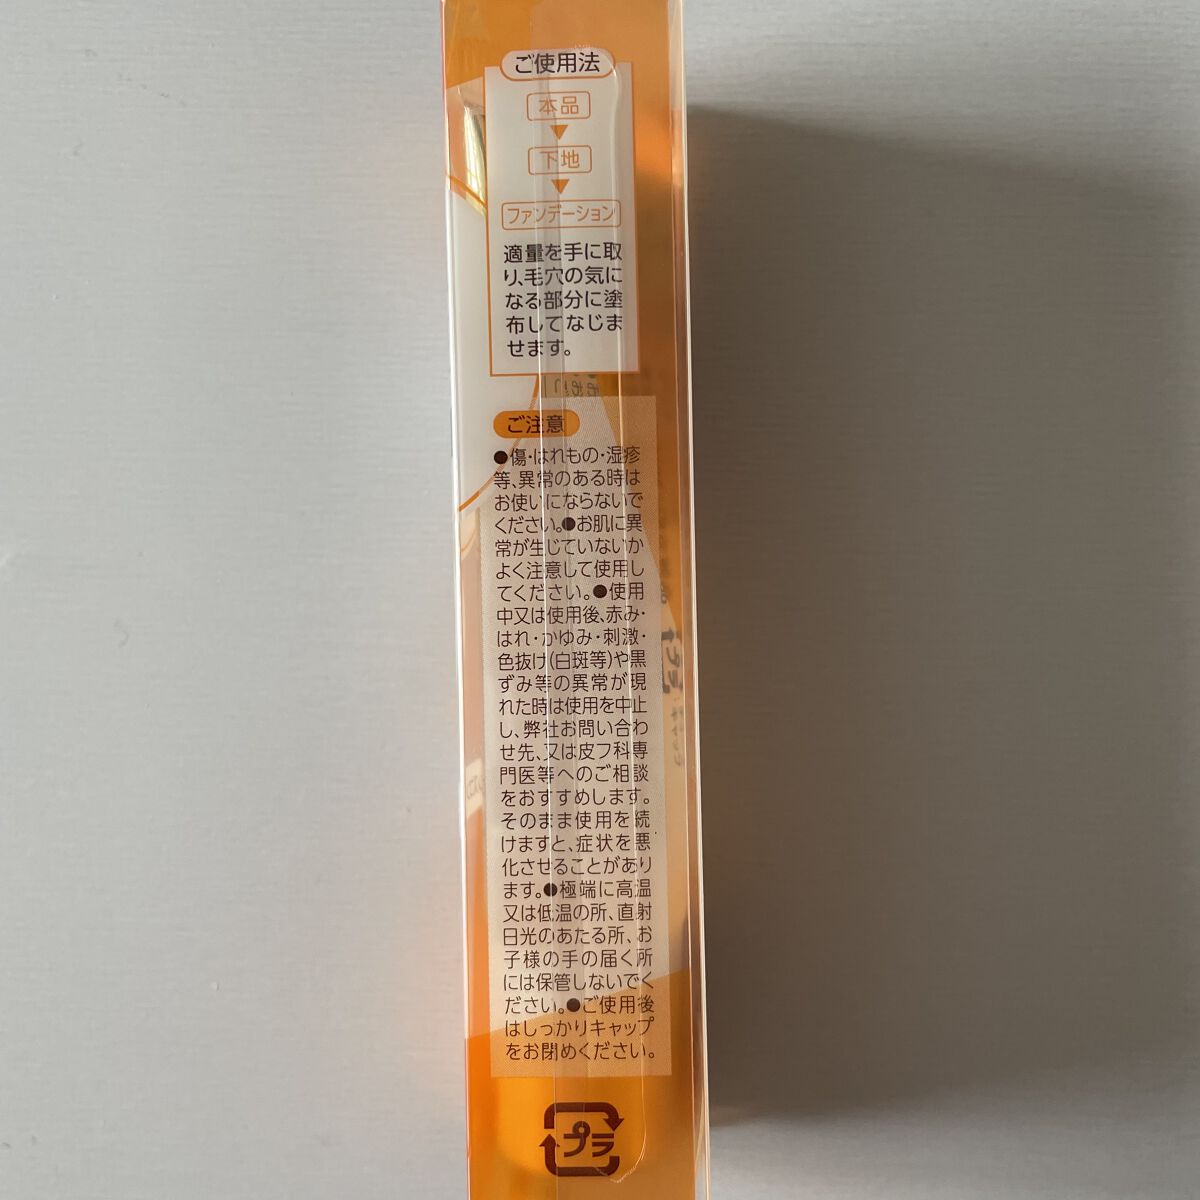 ご使用法
本品
下地
ファンデーション
適量を手に取
り、毛穴の気に
なる部分に塗
布してなじま
せます。
ご注意
●傷・はれもの・湿疹
等、異常のある時は
お使いにならないで
ください。●お肌に異
常が生じていないか
よく注意して使用し
てください。●使用
中又は使用後、赤み・
はれ・かゆみ・刺激・
色抜け(白斑等)や黒
ずみ等の異常が現
れた時は使用を中止
し、弊社お問い合わ
せ先、又は皮フ科専
門医等へのご相談
をおすすめします。
そのまま使用を続
けますと、症状を悪
化させることがあり
ます。●極端に高温
又は低温の所、直射
日光のあたる所、お
子様の手の届く所
には保管しないでく
ださい。●ご使用後
はしっかりキャップ
をお閉めください。
プラ